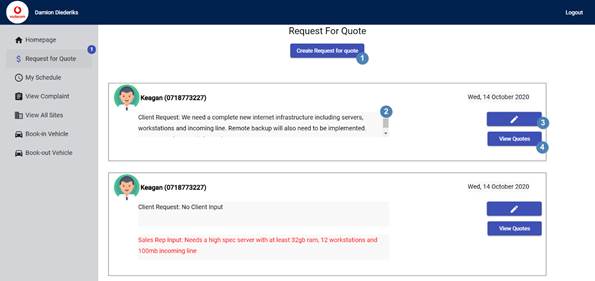 vodacom
Damion Diederiks
Logout
Homepage
$ Request for Quote
1
My Schedule
View Complaint
View All Sites
Book-in Vehicle
Book-out Vehicle
Request For Quote
Create Request for quote
1
Keagan (0718773227)
Wed, 14 October 2020
Client Request: We need a complete new internet infrastructure including servers,
workstations and incoming line. Remote backup will also need to be implemented.
2
3
View Quotes
4
Keagan (0718773227)
Wed, 14 October 2020
Client Request: No Client Input
View Quotes
Sales Rep Input: Needs a high spec server with at least 32gb ram, 12 workstations and
100mb incoming line